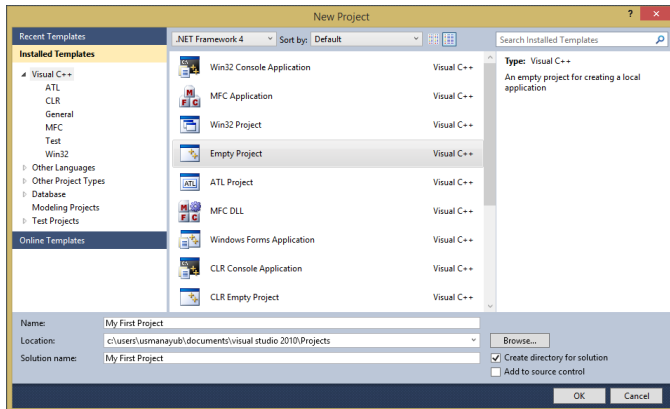 New Project
? ×
Recent Templates
.NET Framework 4
Sort by: Default
Search Installed Templates
Installed Templates
Visual C++
ATL
CLR
General
MFC
Test
Win32
Other Languages
Other Project Types
Database
Modeling Projects
Test Projects
Online Templates
Win32 Console Application Visual C++
MFC Application Visual C++
Win32 Project Visual C++
Empty Project Visual C++
ATL Project Visual C++
MFC DLL Visual C++
Windows Forms Application Visual C++
CLR Console Application Visual C++
CLR Empty Project Visual C++
Type: Visual C++
An empty project for creating a local
application
Name: My First Project
Location: c:\users\usmanayub\documents\visual studio 2010\Projects
Browse...
Solution name: My First Project
Create directory for solution
Add to source control
OK Cancel